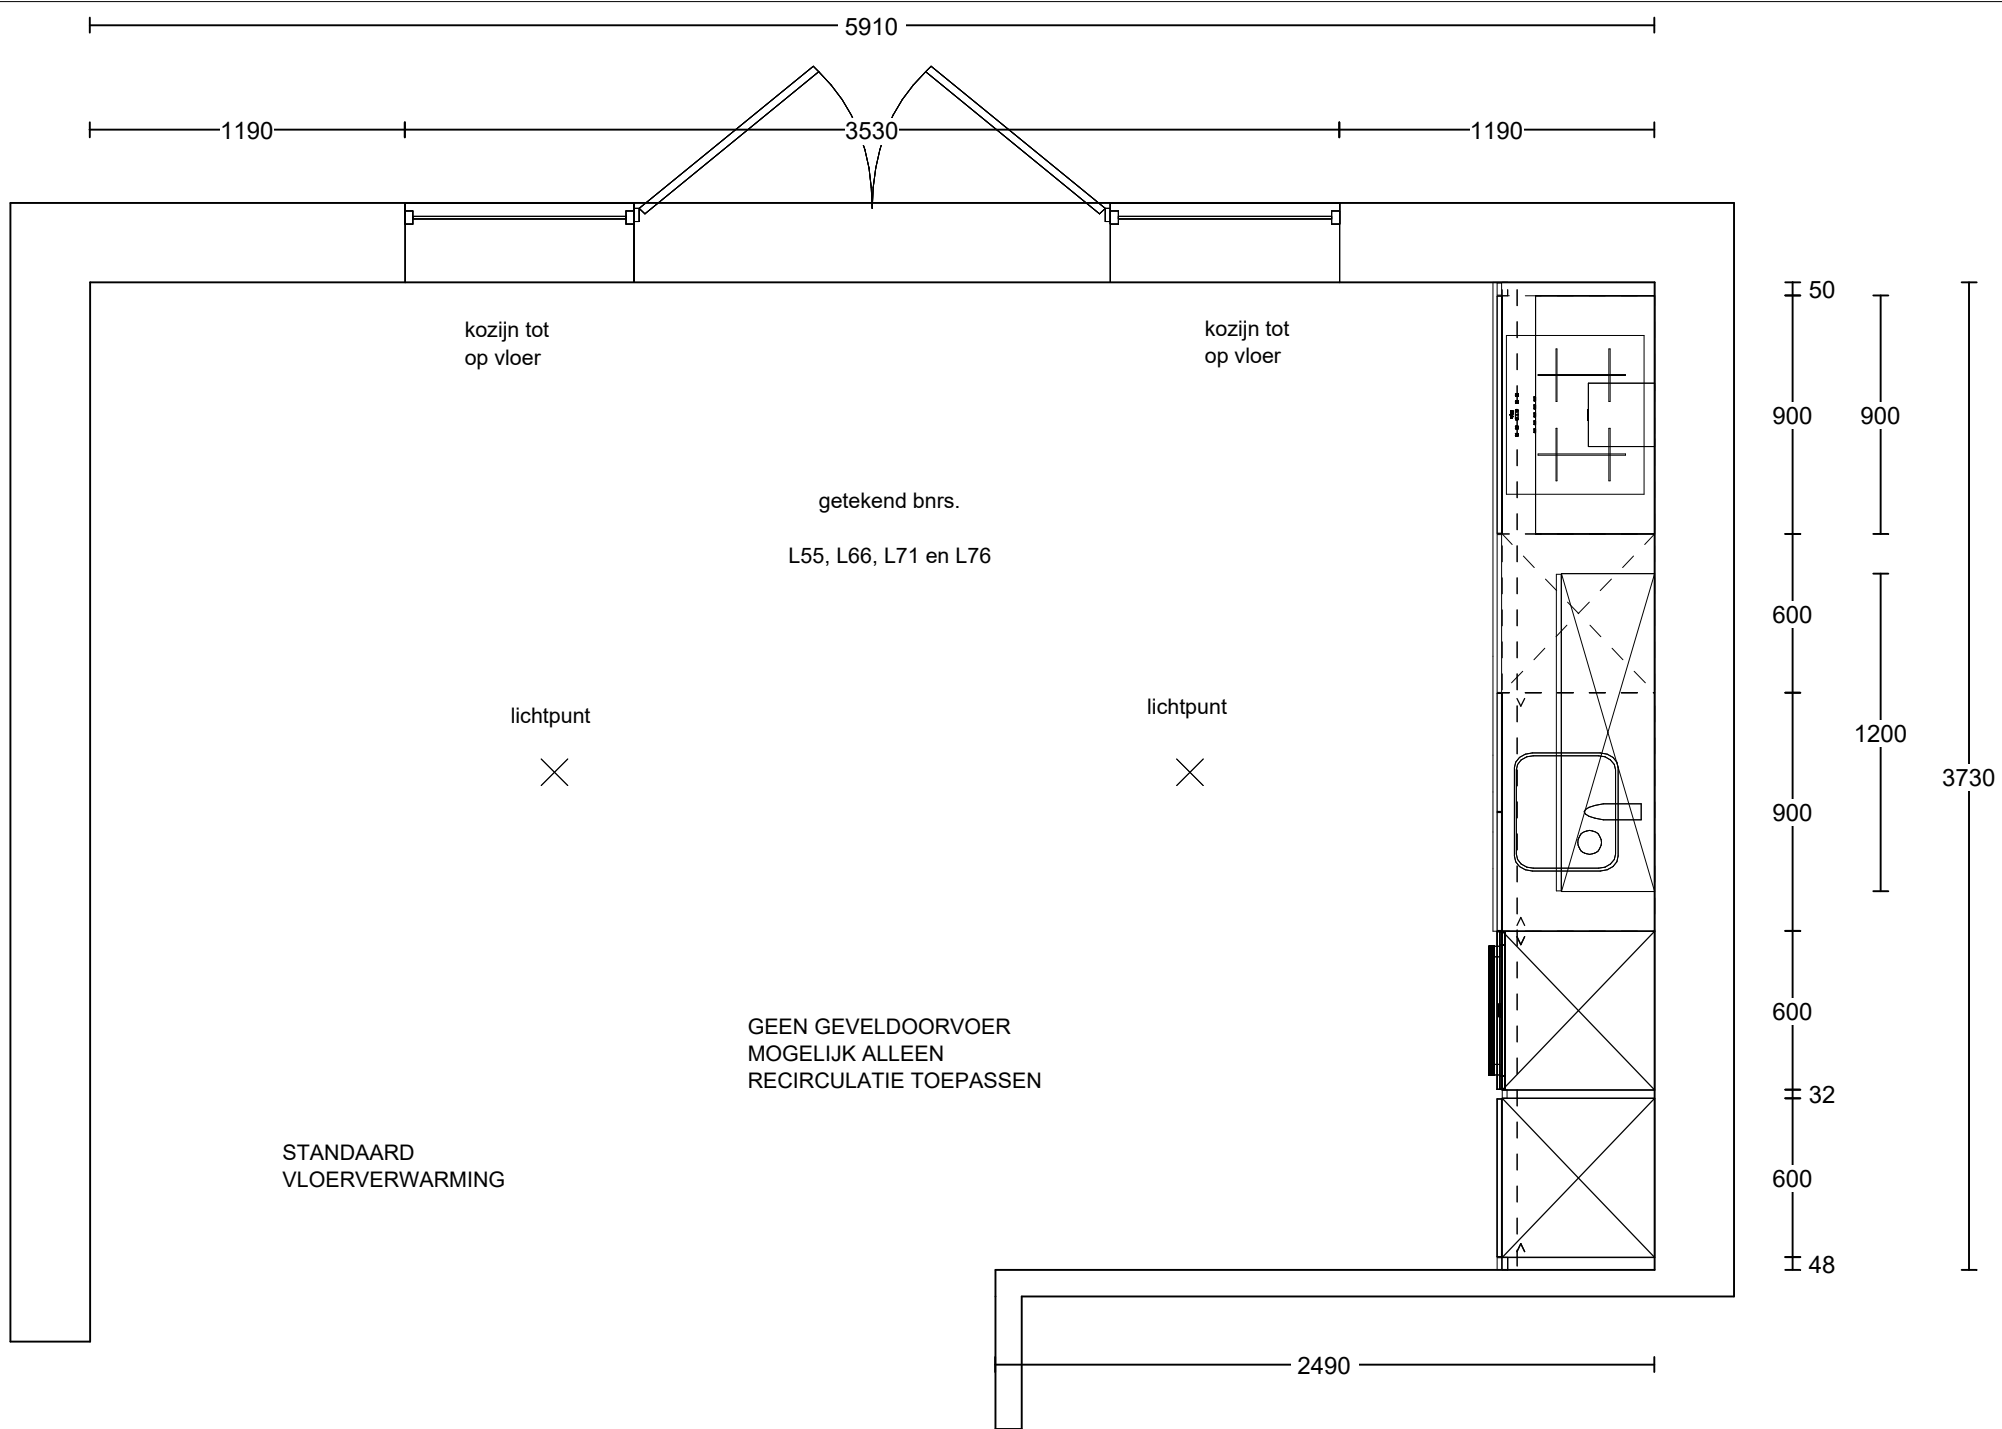 5910
1190
3530
1190
kozijn tot
op vloer
kozijn tot
op vloer
50
900
900
getekend bnrs.
L55, L66, L71 en L76
600
lichtpunt
lichtpunt
1200
3730
900
GEEN GEVELDOORVOER
MOGELIJK ALLEEN
RECIRCULATIE TOEPASSEN
600
32
STANDAARD
VLOERVERWARMING
600
48
2490